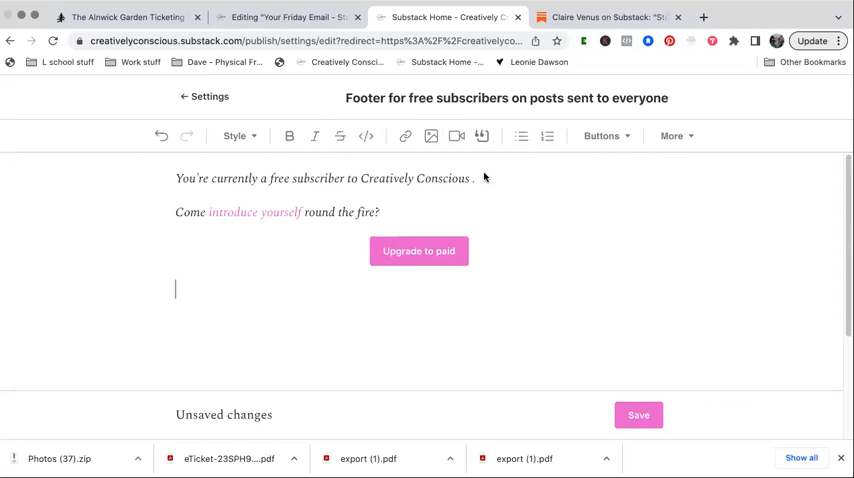 The Alnwick Garden Ticketing
Editing "Your Friday Email - Sta
Substack Home - Creatively C
Claire Venus on Substack: "Sta
creativelyconscious.substack.com/publish/settings/edit?redirect=https%3A%2F%2Fcreativelyco...
Update
L school stuff
Work stuff
Dave - Physical Fr...
Creatively Consci...
Substack Home -...
Leonie Dawson
Other Bookmarks
← Settings
Footer for free subscribers on posts sent to everyone
Style
B
I
S
</>
Buttons
More
You're currently a free subscriber to Creatively Conscious .
Come introduce yourself round the fire?
Upgrade to paid
Unsaved changes
Save
Photos (37).zip
eTicket-23SPH9....pdf
export (1).pdf
export (1).pdf
Show all